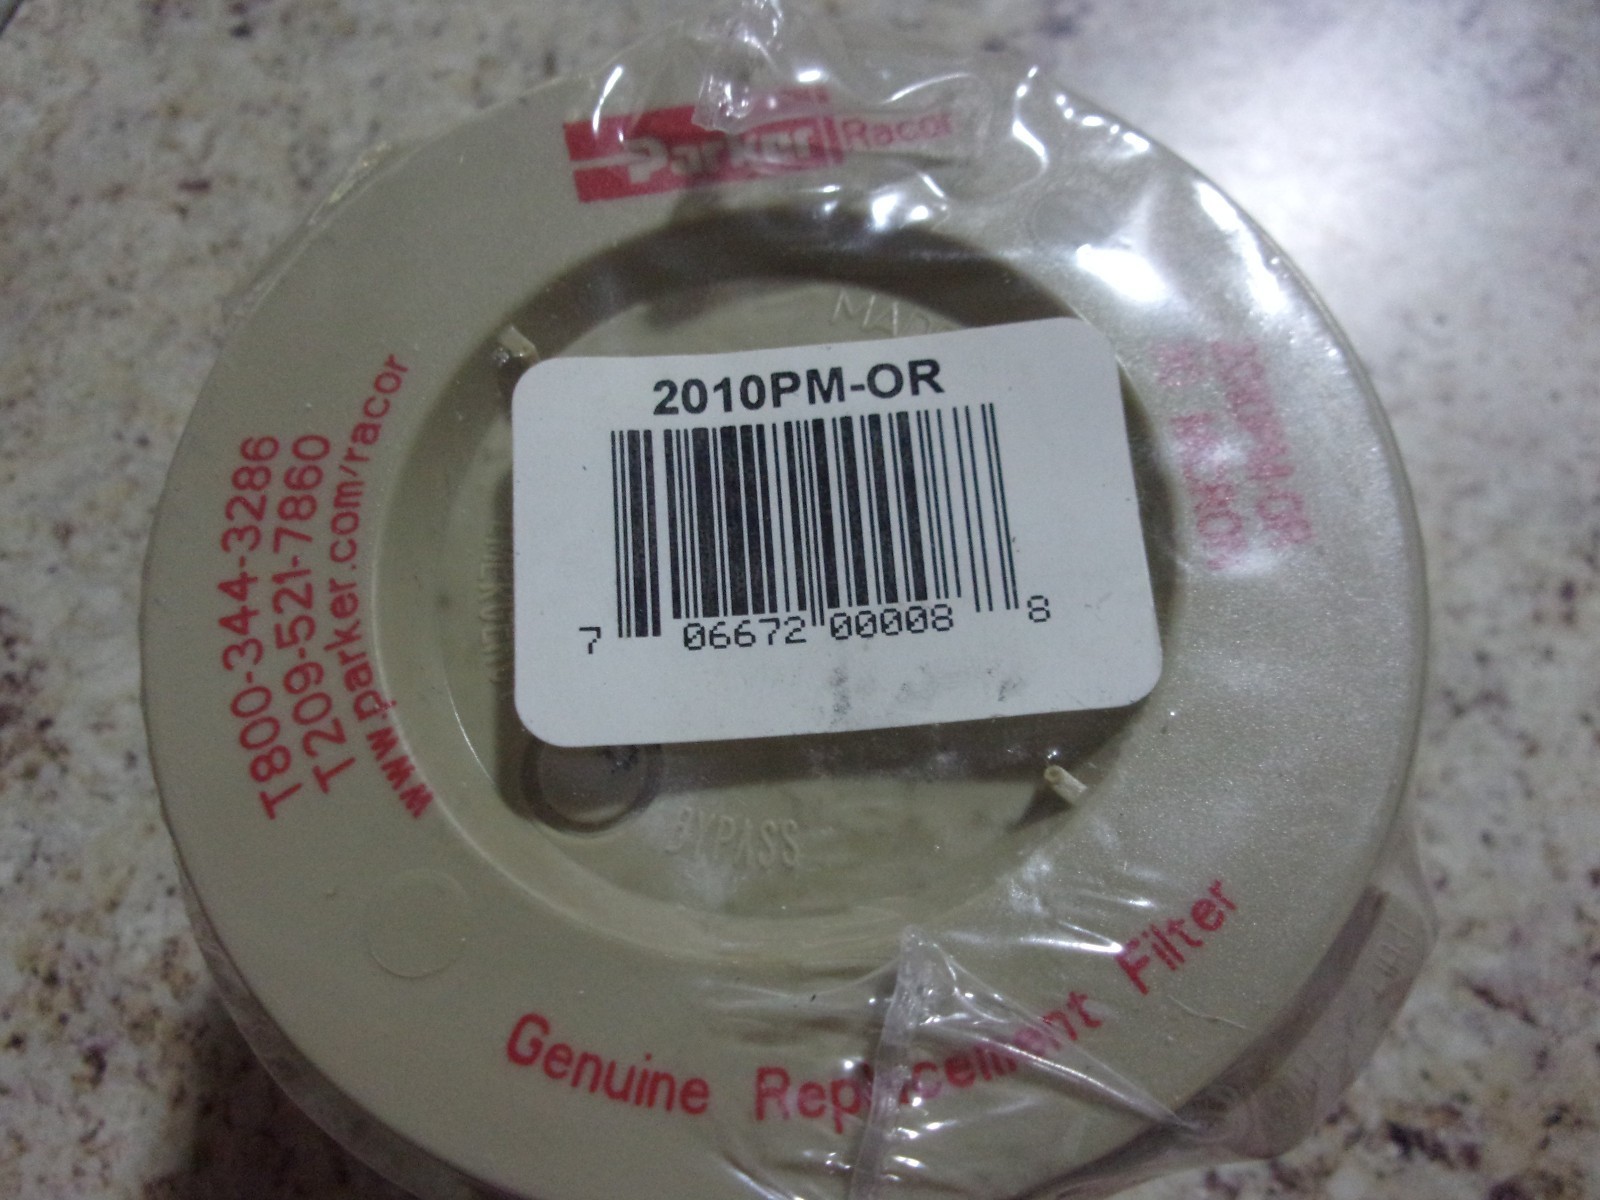 Parker Racor
MADE
2010PM-OR
7 06672 00008 8
T800-344-3286
T209-521-7860
www.parker.com/racor
BYPASS
Genuine Replacement Filter